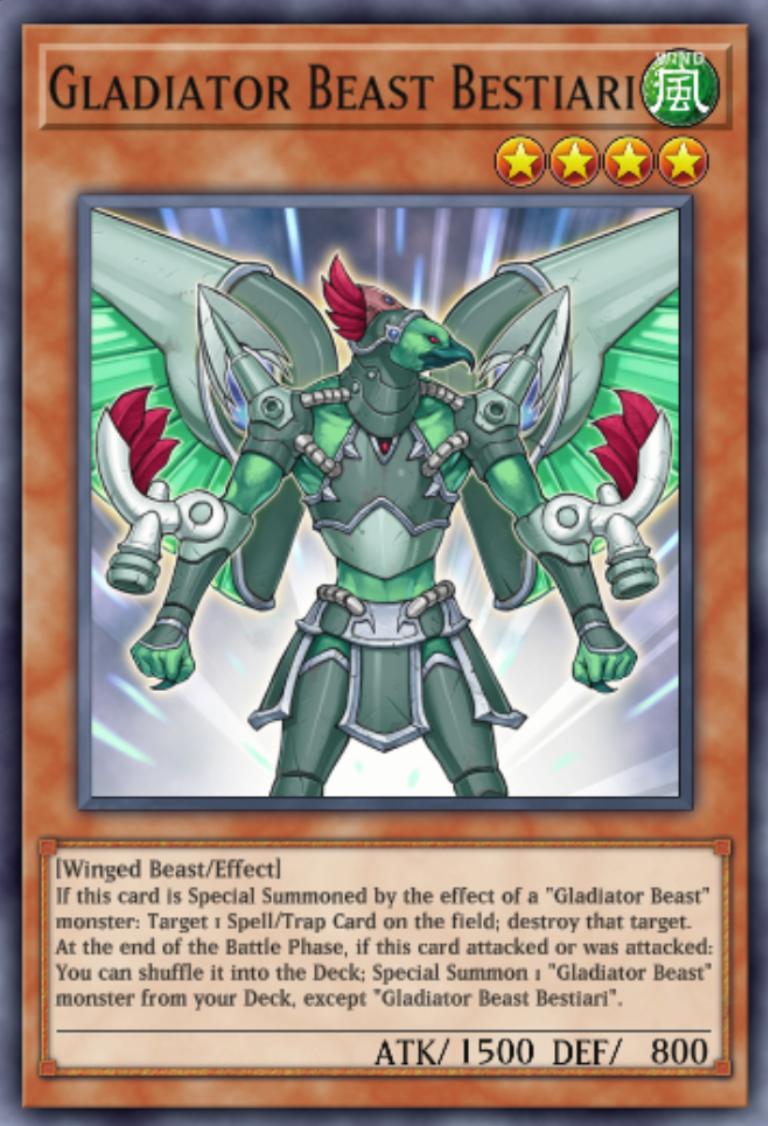 Gladiator Beast Bestiari
WIND
風
[Winged Beast/Effect]
If this card is Special Summoned by the effect of a "Gladiator Beast"
monster: Target 1 Spell/Trap Card on the field; destroy that target.
At the end of the Battle Phase, if this card attacked or was attacked:
You can shuffle it into the Deck; Special Summon 1 "Gladiator Beast"
monster from your Deck, except "Gladiator Beast Bestiari".
ATK/ 1500 DEF/ 800